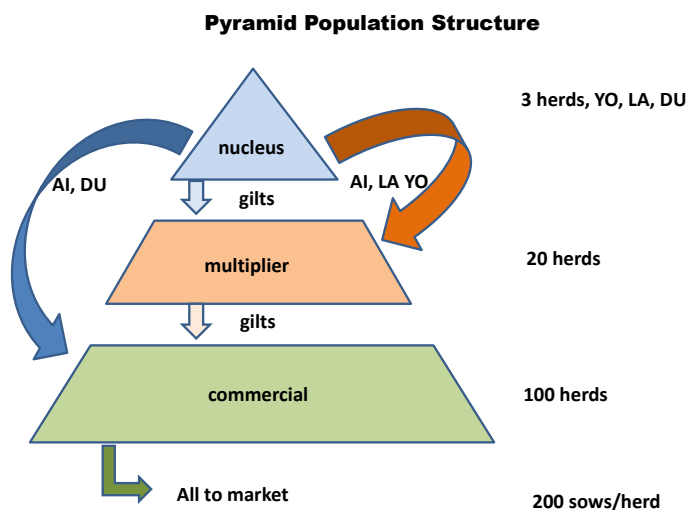 Pyramid Population Structure
3 herds, YO, LA, DU
nucleus
AI, DU
AI, LA YO
gilts
multiplier
20 herds
gilts
commercial
100 herds
All to market
200 sows/herd